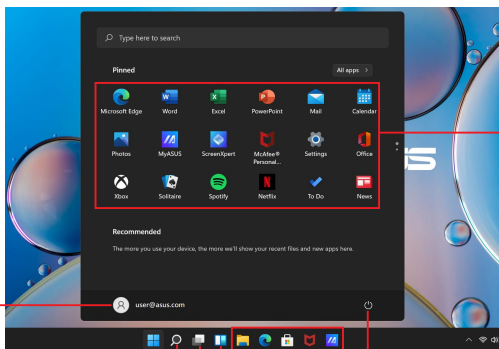 Type here to search
Pinned
All apps >
Microsoft Edge Word Excel PowerPoint Mail Calendar
Photos MyASUS ScreenXpert McAfee® Personal... Settings Office
Xbox Solitaire Spotify Netflix To Do News
Recommended
The more you use your device, the more we'll show your recent files and new apps here.
user@asus.com